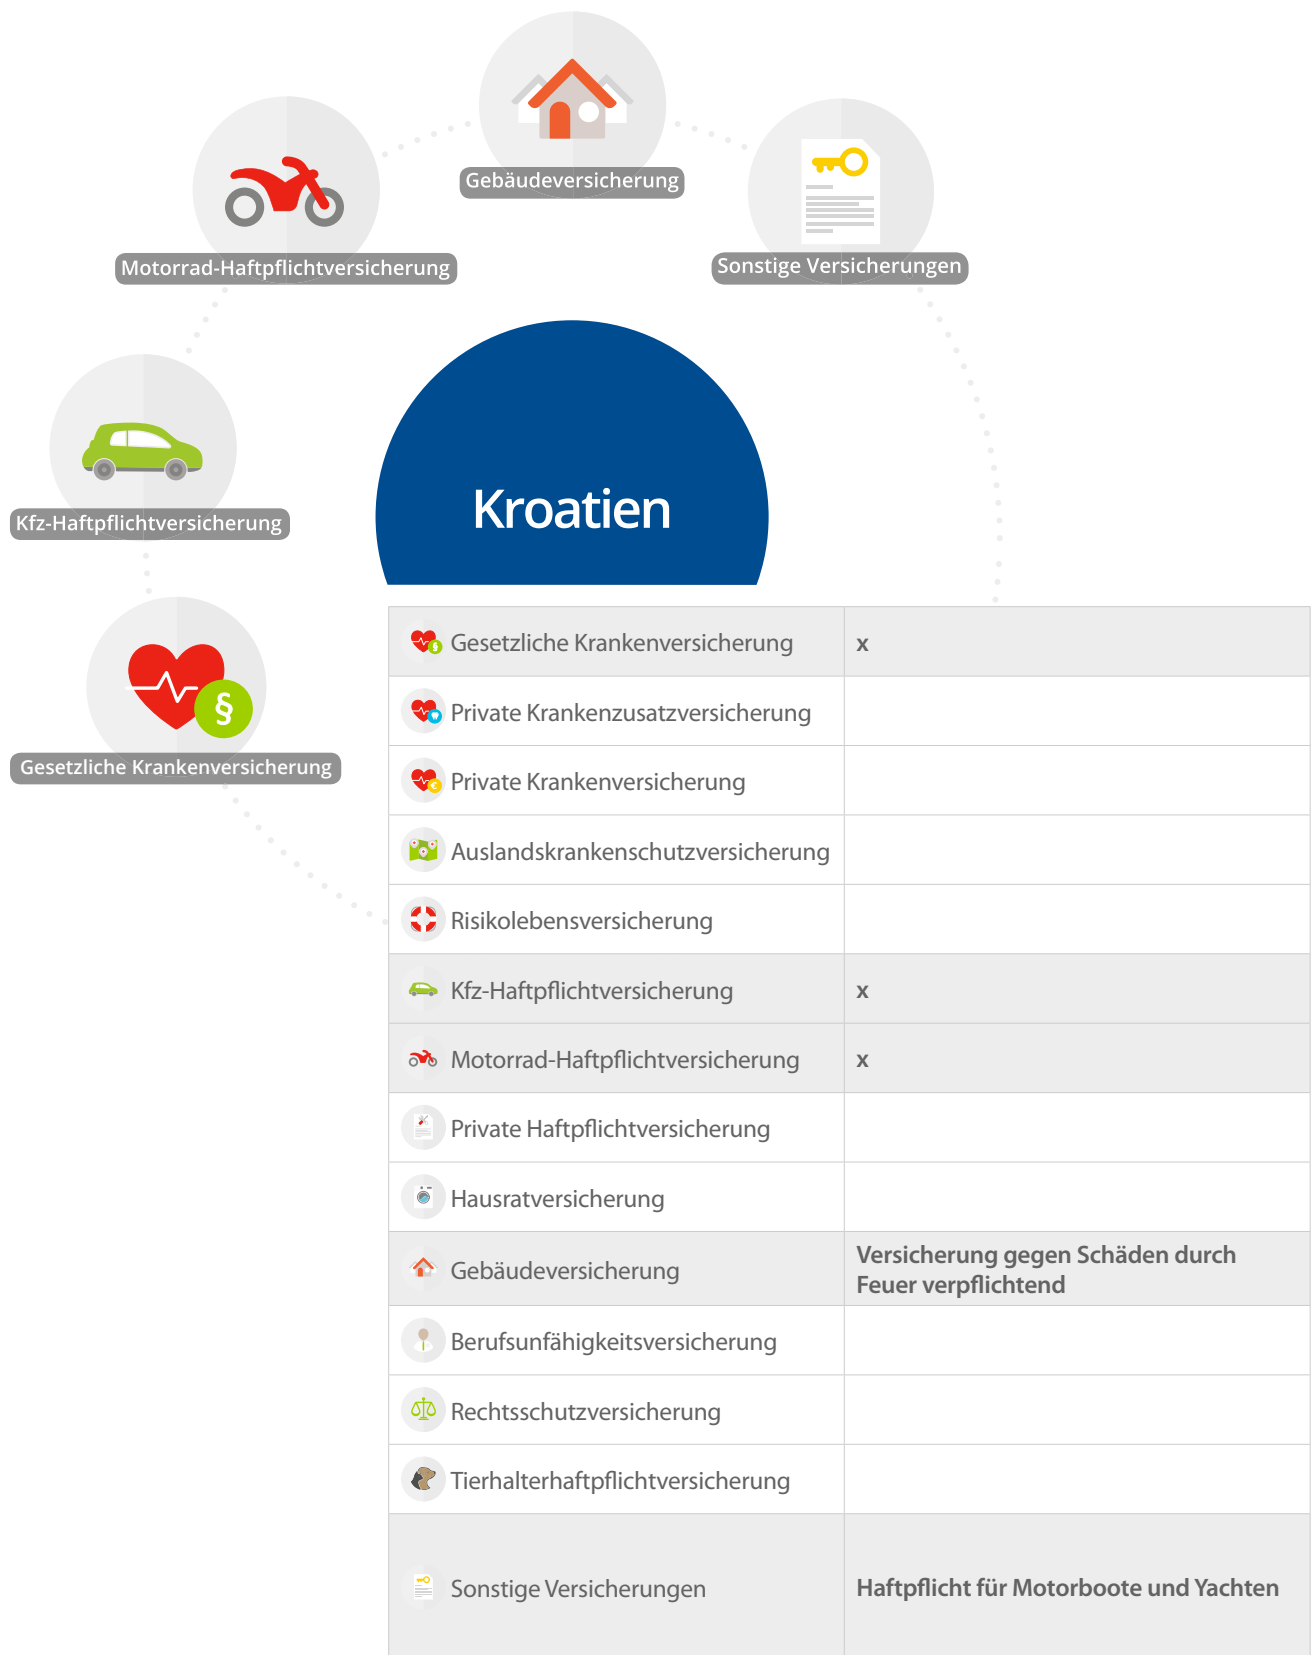 Gebäudeversicherung
Motorrad-Haftpflichtversicherung
Sonstige Versicherungen
Kfz-Haftpflichtversicherung
Kroatien
§
Gesetzliche Krankenversicherung
Gesetzliche Krankenversicherung x
Private Krankenzusatzversicherung
Private Krankenversicherung
Auslandskrankenschutzversicherung
Risikolebensversicherung
Kfz-Haftpflichtversicherung x
Motorrad-Haftpflichtversicherung x
Private Haftpflichtversicherung
Hausratversicherung
Gebäudeversicherung
Versicherung gegen Schäden durch
Feuer verpflichtend
Berufsunfähigkeitsversicherung
Rechtsschutzversicherung
Tierhalterhaftpflichtversicherung
Sonstige Versicherungen Haftpflicht für Motorboote und Yachten